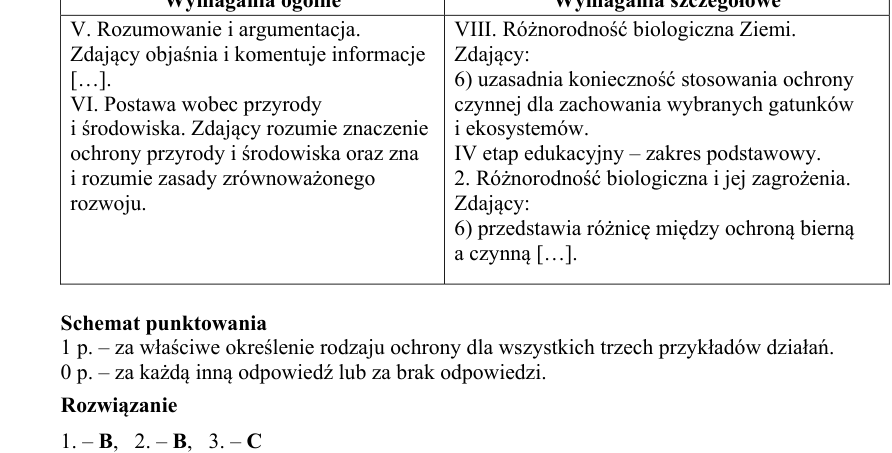 Wymagania ogólne
Wymagania szczegółowe
V. Rozumowanie i argumentacja.
Zdający objaśnia i komentuje informacje
[…].
VI. Postawa wobec przyrody
i środowiska. Zdający rozumie znaczenie
ochrony przyrody i środowiska oraz zna
i rozumie zasady zrównoważonego
rozwoju.
VIII. Różnorodność biologiczna Ziemi.
Zdający:
6) uzasadnia konieczność stosowania ochrony
czynnej dla zachowania wybranych gatunków
i ekosystemów.
IV etap edukacyjny – zakres podstawowy.
2. Różnorodność biologiczna i jej zagrożenia.
Zdający:
6) przedstawia różnicę między ochroną bierną
a czynną […].
Schemat punktowania
1 p. – za właściwe określenie rodzaju ochrony dla wszystkich trzech przykładów działań.
0 p. – za każdą inną odpowiedź lub za brak odpowiedzi.
Rozwiązanie
1. – B, 2. – B, 3. – C